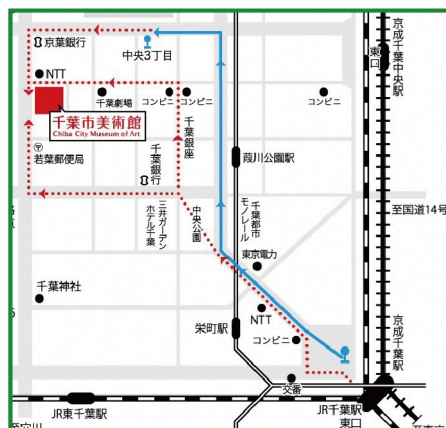 京葉銀行
中央3丁目
東口
京成千葉中央駅
NTT
千葉劇場
コンビニ
コンビニ
コンビニ
千葉市美術館
Chiba City Museum of Art
千葉銀座
若葉郵便局
千葉銀行
葭川公園駅
三井ガーデン
ホテル千葉
中央公園
千葉都市
モノレール
至国道14号
東京電力
千葉神社
栄町駅
NTT
コンビニ
京成千葉駅
交番
JR東千葉駅
JR千葉駅
東口